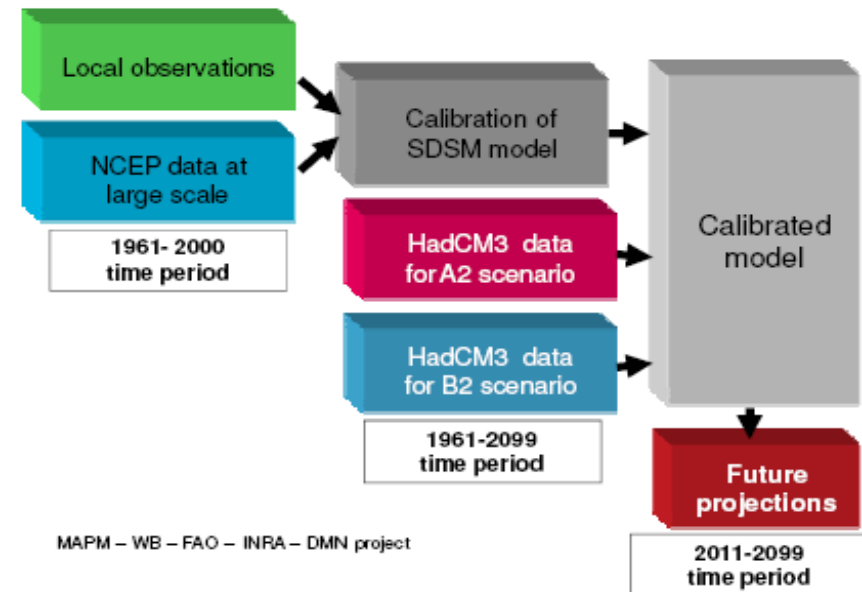 Local observations
NCEP data at
large scale
1961- 2000
time period
Calibration of
SDSM model
HadCM3 data
for A2 scenario
HadCM3 data
for B2 scenario
1961-2099
time period
Calibrated
model
Future
projections
2011-2099
time period
MAPM – WB – FAO – INRA – DMN project